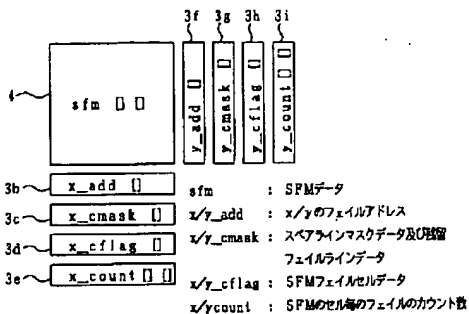 3f 3g 3h 3i
4
sfm [] []
y_add []
y_cmask []
y_cflag []
y_count [] []
3b x_add []
3c x_cmask []
3d x_cflag []
3e x_count [] []
sfm : SFMデータ
x/y_add : x/yのフェイルアドレス
x/y_cmask : スペアラインマスクデータ及び残留
フェイルラインデータ
x/y_cflag : SFMフェイルセルデータ
x/ycount : SFMのセル毎のフェイルのカウント数